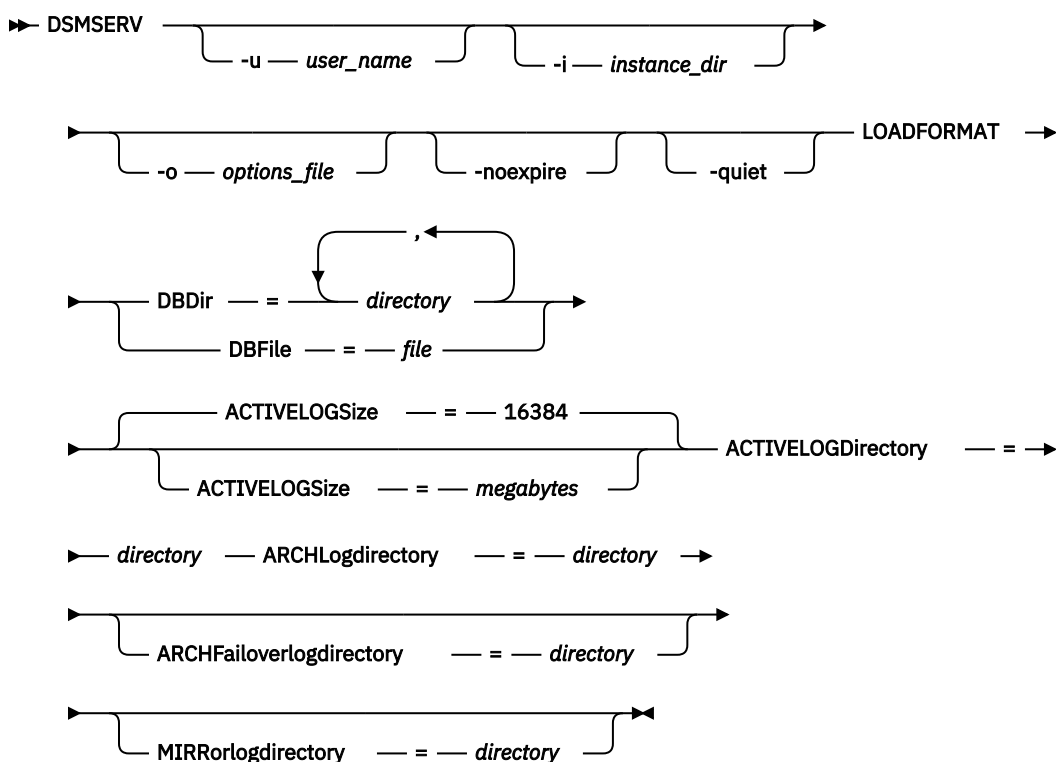 DSMSERV
-u user_name -i instance_dir
-o options_file -noexpire -quiet LOADFORMAT
,
DBDir = directory
DBFile = file
ACTIVELOGSize = 16384
ACTIVELOGDirectory =
ACTIVELOGSize = megabytes
directory ARCHLogdirectory = directory
ARCHFailoverlogdirectory = directory
MIRRorlogdirectory = directory